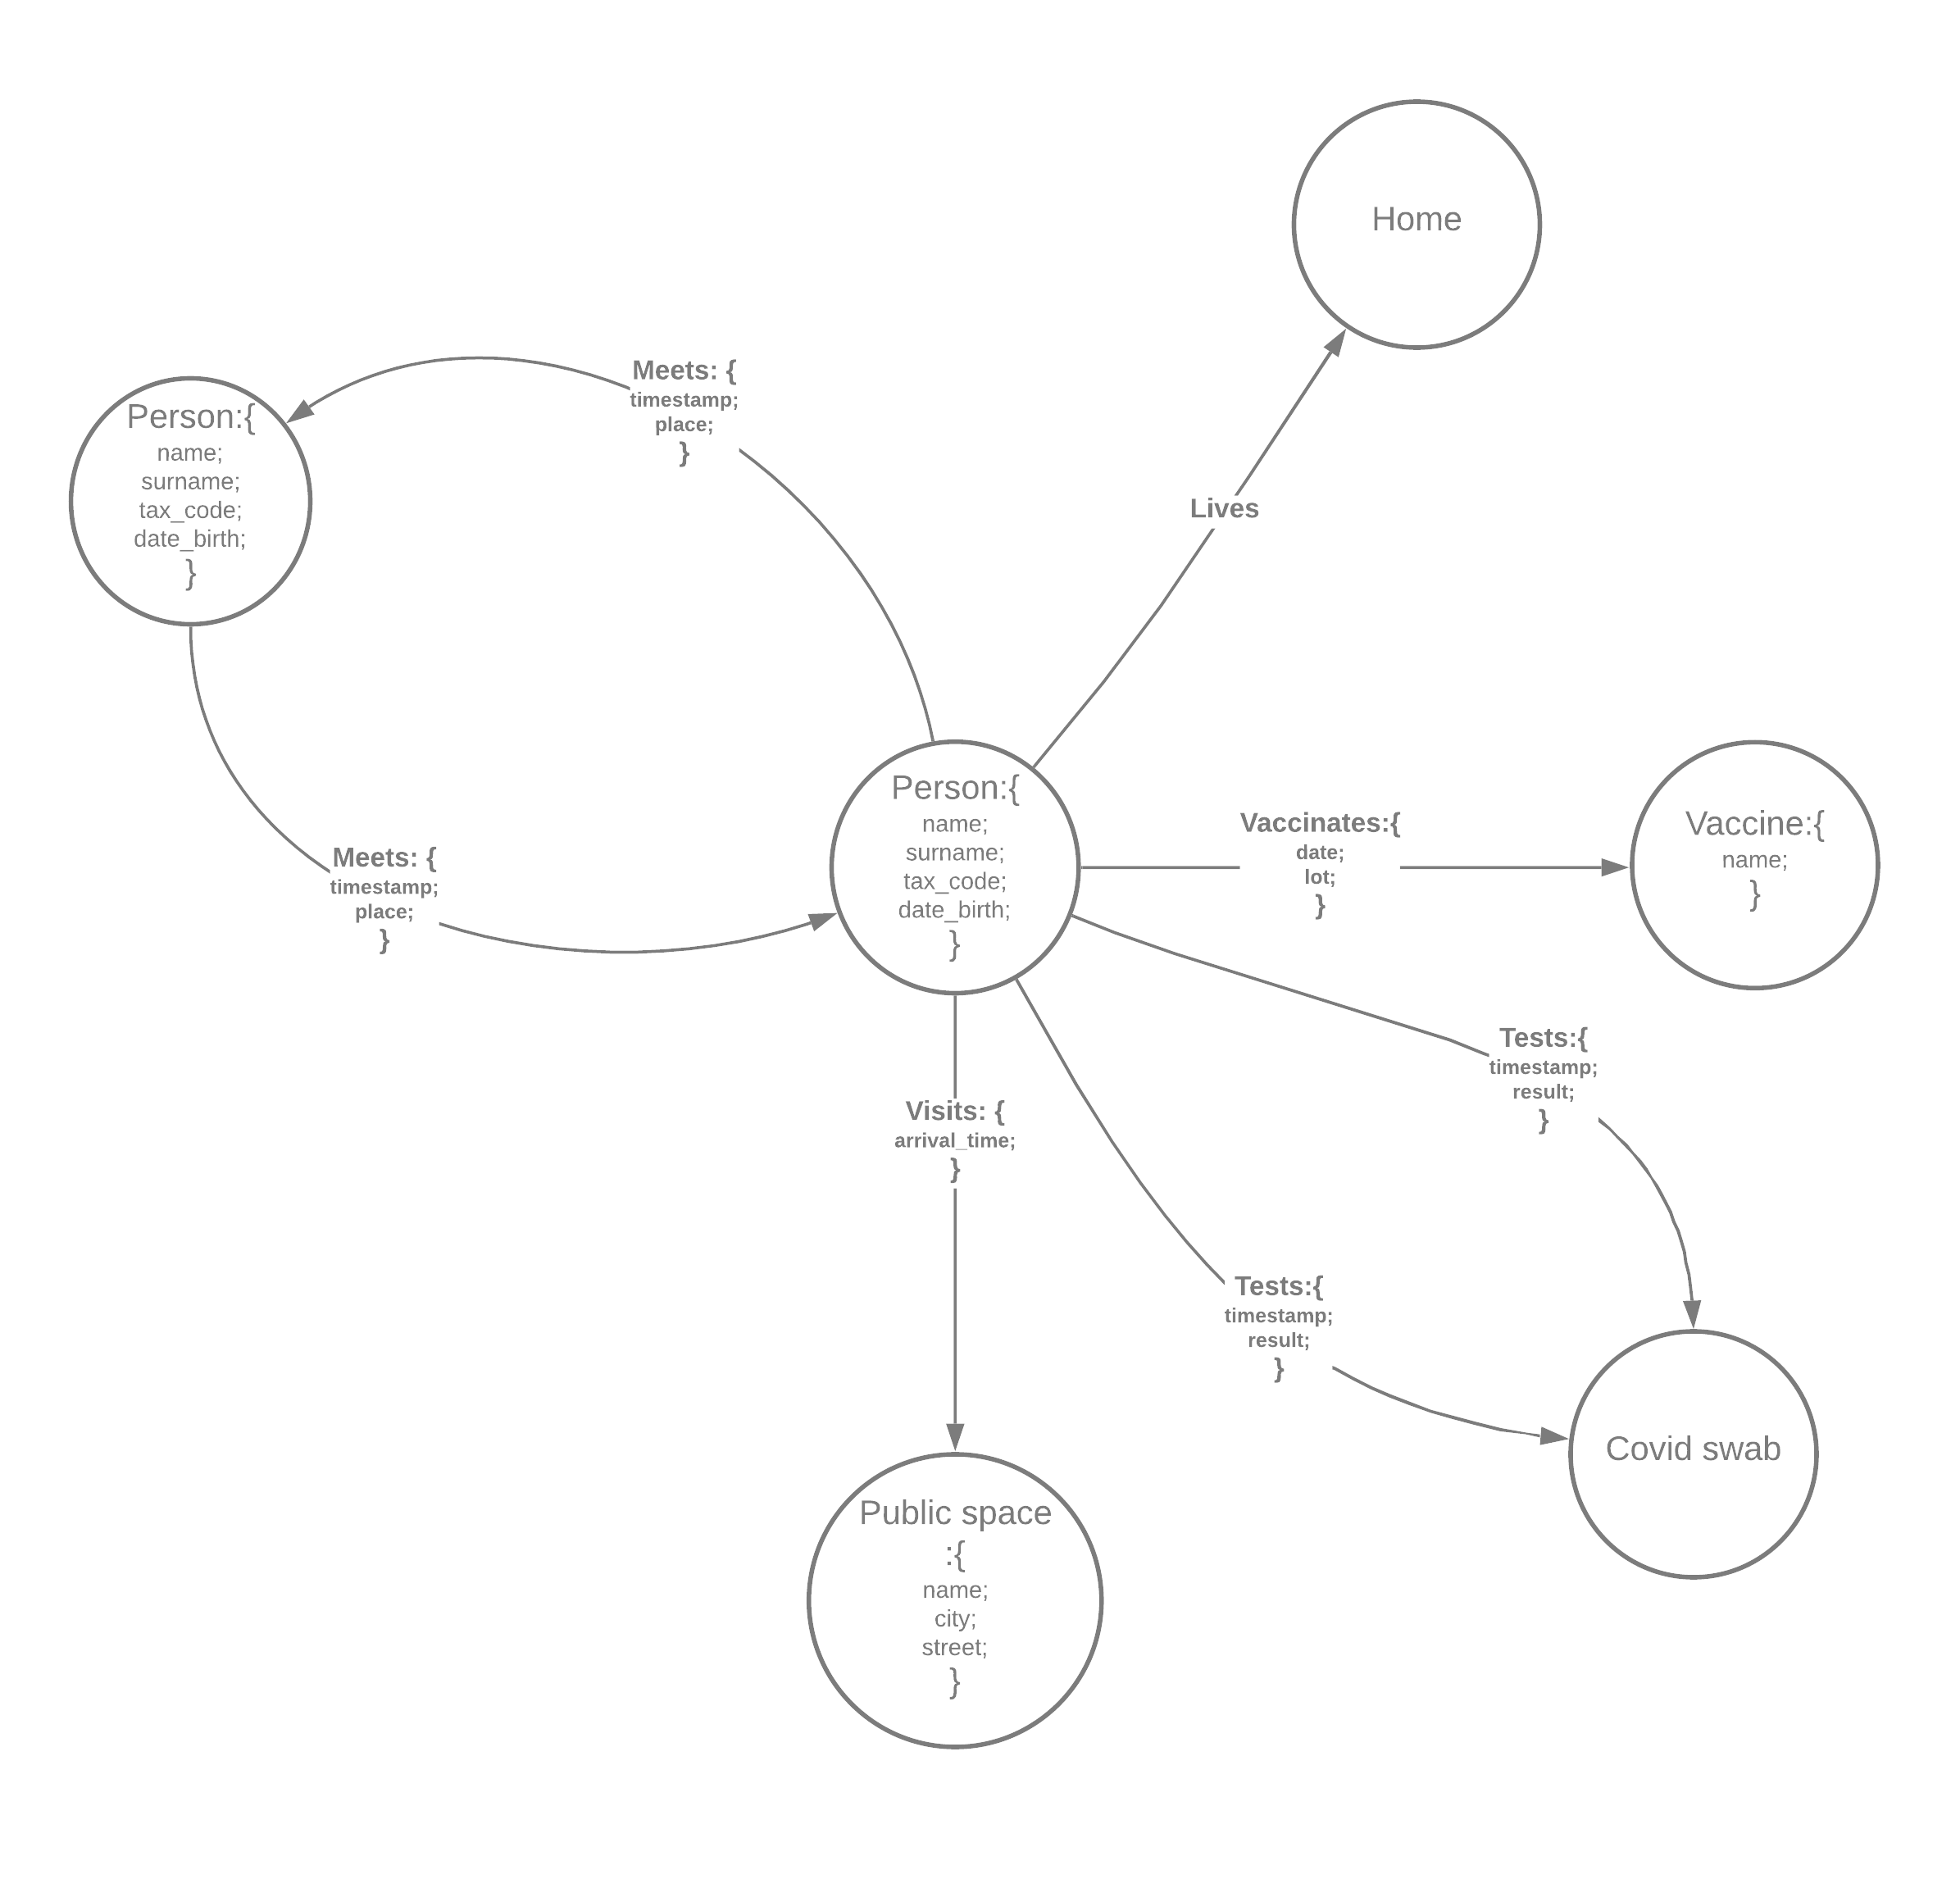 Home
Meets: {
timestamp;
place;
}
Person:{
name;
surname;
tax_code;
date_birth;
}
Lives
Person:{
name;
surname;
tax_code;
date_birth;
}
Vaccinates:{
date;
lot;
}
Vaccine:{
name;
}
Meets: {
timestamp;
place;
}
Tests:{
timestamp;
result;
}
Visits: {
arrival_time;
}
Tests:{
timestamp;
result;
}
Covid swab
Public space
:{
name;
city;
street;
}